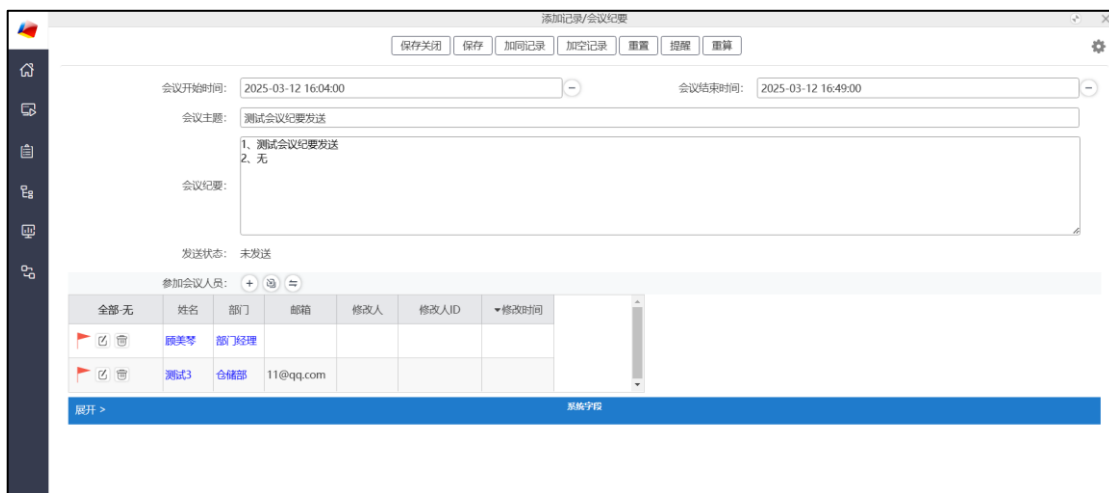 添加记录/会议纪要
保存关闭 保存 加同记录 加空记录 重置 提醒 重算
会议开始时间: 2025-03-12 16:04:00 会议结束时间: 2025-03-12 16:49:00
会议主题: 测试会议纪要发送
会议纪要: 1、测试会议纪要发送
2、无
发送状态: 未发送
参加会议人员:
全部-无 姓名 部门 邮箱 修改人 修改人ID 修改时间
顾美琴 部门经理
测试3 仓储部 11@qq.com
展开 > 系统字段